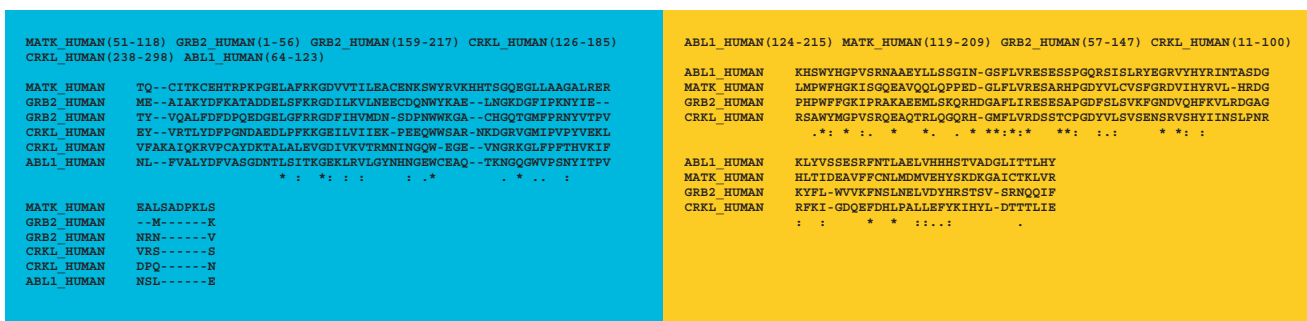 MATK_HUMAN(51-118) GRB2_HUMAN(1-56) GRB2_HUMAN(159-217) CRKL_HUMAN(126-185)
CRKL_HUMAN(238-298) ABL1_HUMAN(64-123)
MATK_HUMAN TQ--CITKCEHTRPKPGELAFRKGDVVTILEACENKSWYRVKHHTSGQEGLLAAGALRER
GRB2_HUMAN ME--AIAKYDFKATADDELSFKRGDILKVLNEECDQNWYKAE--LNGKDGFIPKNYIE--
GRB2_HUMAN TY--VQALFDFDPQEDGELGFRRGDFIHVMDN-SDPNWWKGA--CHGQTGMFPRNYVTPV
CRKL_HUMAN EY--VRTLYDFPGNDAEDLPFKKGEILVIIEK-PEEQWWSAR-NKDGRVGMIPVPYVEKL
CRKL_HUMAN VFAKAIQKRVPCAYDKTALALEVGDIVKVTRMNINGQW-EGE--VNGRKGLFPFTHVKIF
ABL1_HUMAN NL--FVALYDFVASGDNTLSITKGEKLRVLGYNHNGEWCEAQ--TKNGQGWVPSNYITPV
* : *: : : : .* . * .. :
MATK_HUMAN EALSADPKLS
GRB2_HUMAN --M------K
GRB2_HUMAN NRN------V
CRKL_HUMAN VRS------S
CRKL_HUMAN DPQ------N
ABL1_HUMAN NSL------E
ABL1_HUMAN(124-215) MATK_HUMAN(119-209) GRB2_HUMAN(57-147) CRKL_HUMAN(11-100)
ABL1_HUMAN KHSWYHGPVSRNAAEYLLSSGIN-GSFLVRESESSPGQRSISLRYEGRVYHYRINTASDG
MATK_HUMAN LMPWFHGKISGQEAVQQLQPPED-GLFLVRESARHPGDYVLCVSFGRDVIHYRVL-HRDG
GRB2_HUMAN PHPWFFGKIPRAKAEEMLSKQRHDGAFLIRESESAPGDFSLSVKFGNDVQHFKVLRDGAG
CRKL_HUMAN RSAWYMGPVSRQEAQTRLQGQRH-GMFLVRDSSTCPGDYVLSVSENSRVSHYIINSLPNR
.*: * :. * *. . * **:*:* **: :.: * *: :
ABL1_HUMAN KLYVSSESRFNTLAELVHHHSTVADGLITTLHY
MATK_HUMAN HLTIDEAVFFCNLMDMVEHYSKDKGAICTKLVR
GRB2_HUMAN KYFL-WVVKFNSLNELVDYHRSTSV-SRNQQIF
CRKL_HUMAN RFKI-GDQEFDHLPALLEFYKIHYL-DTTTLIE
: : * * ::..: .